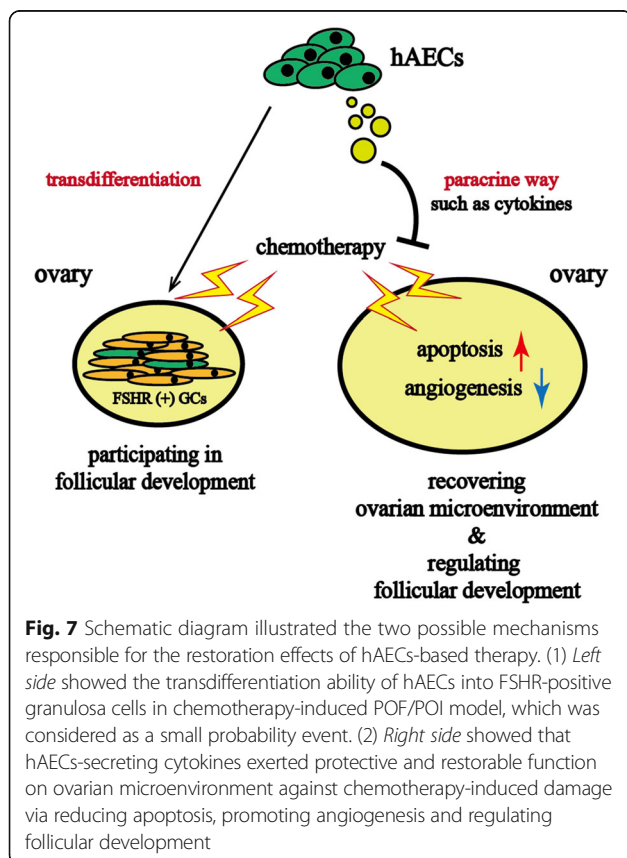 hAECs
transdifferentiation
paracrine way
such as cytokines
chemotherapy
ovary
ovary
apoptosis
angiogenesis
FSHR (+) GCs
participating in
follicular development
recovering
ovarian microenvironment
&
regulating
follicular development
Fig. 7 Schematic diagram illustrated the two possible mechanisms
responsible for the restoration effects of hAECs-based therapy. (1) Left
side showed the transdifferentiation ability of hAECs into FSHR-positive
granulosa cells in chemotherapy-induced POF/POI model, which was
considered as a small probability event. (2) Right side showed that
hAECs-secreting cytokines exerted protective and restorable function
on ovarian microenvironment against chemotherapy-induced damage
via reducing apoptosis, promoting angiogenesis and regulating
follicular development